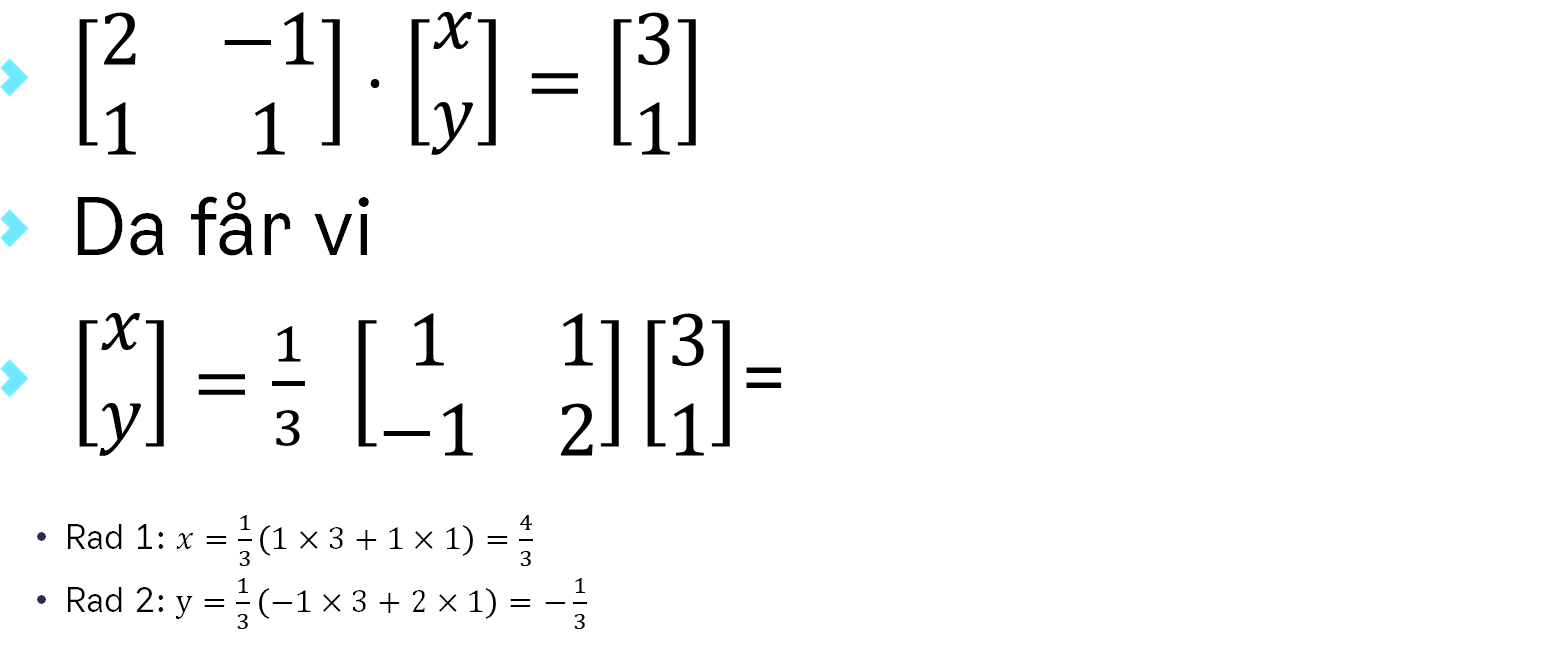 [2 −1
1 1] · [x
y] = [3
1]
Da får vi
[x
y] = 1/3 [1 1
−1 2] [3
1]=
• Rad 1: x = 1/3 (1 × 3 + 1 × 1) = 4/3
• Rad 2: y = 1/3 (−1 × 3 + 2 × 1) = − 1/3